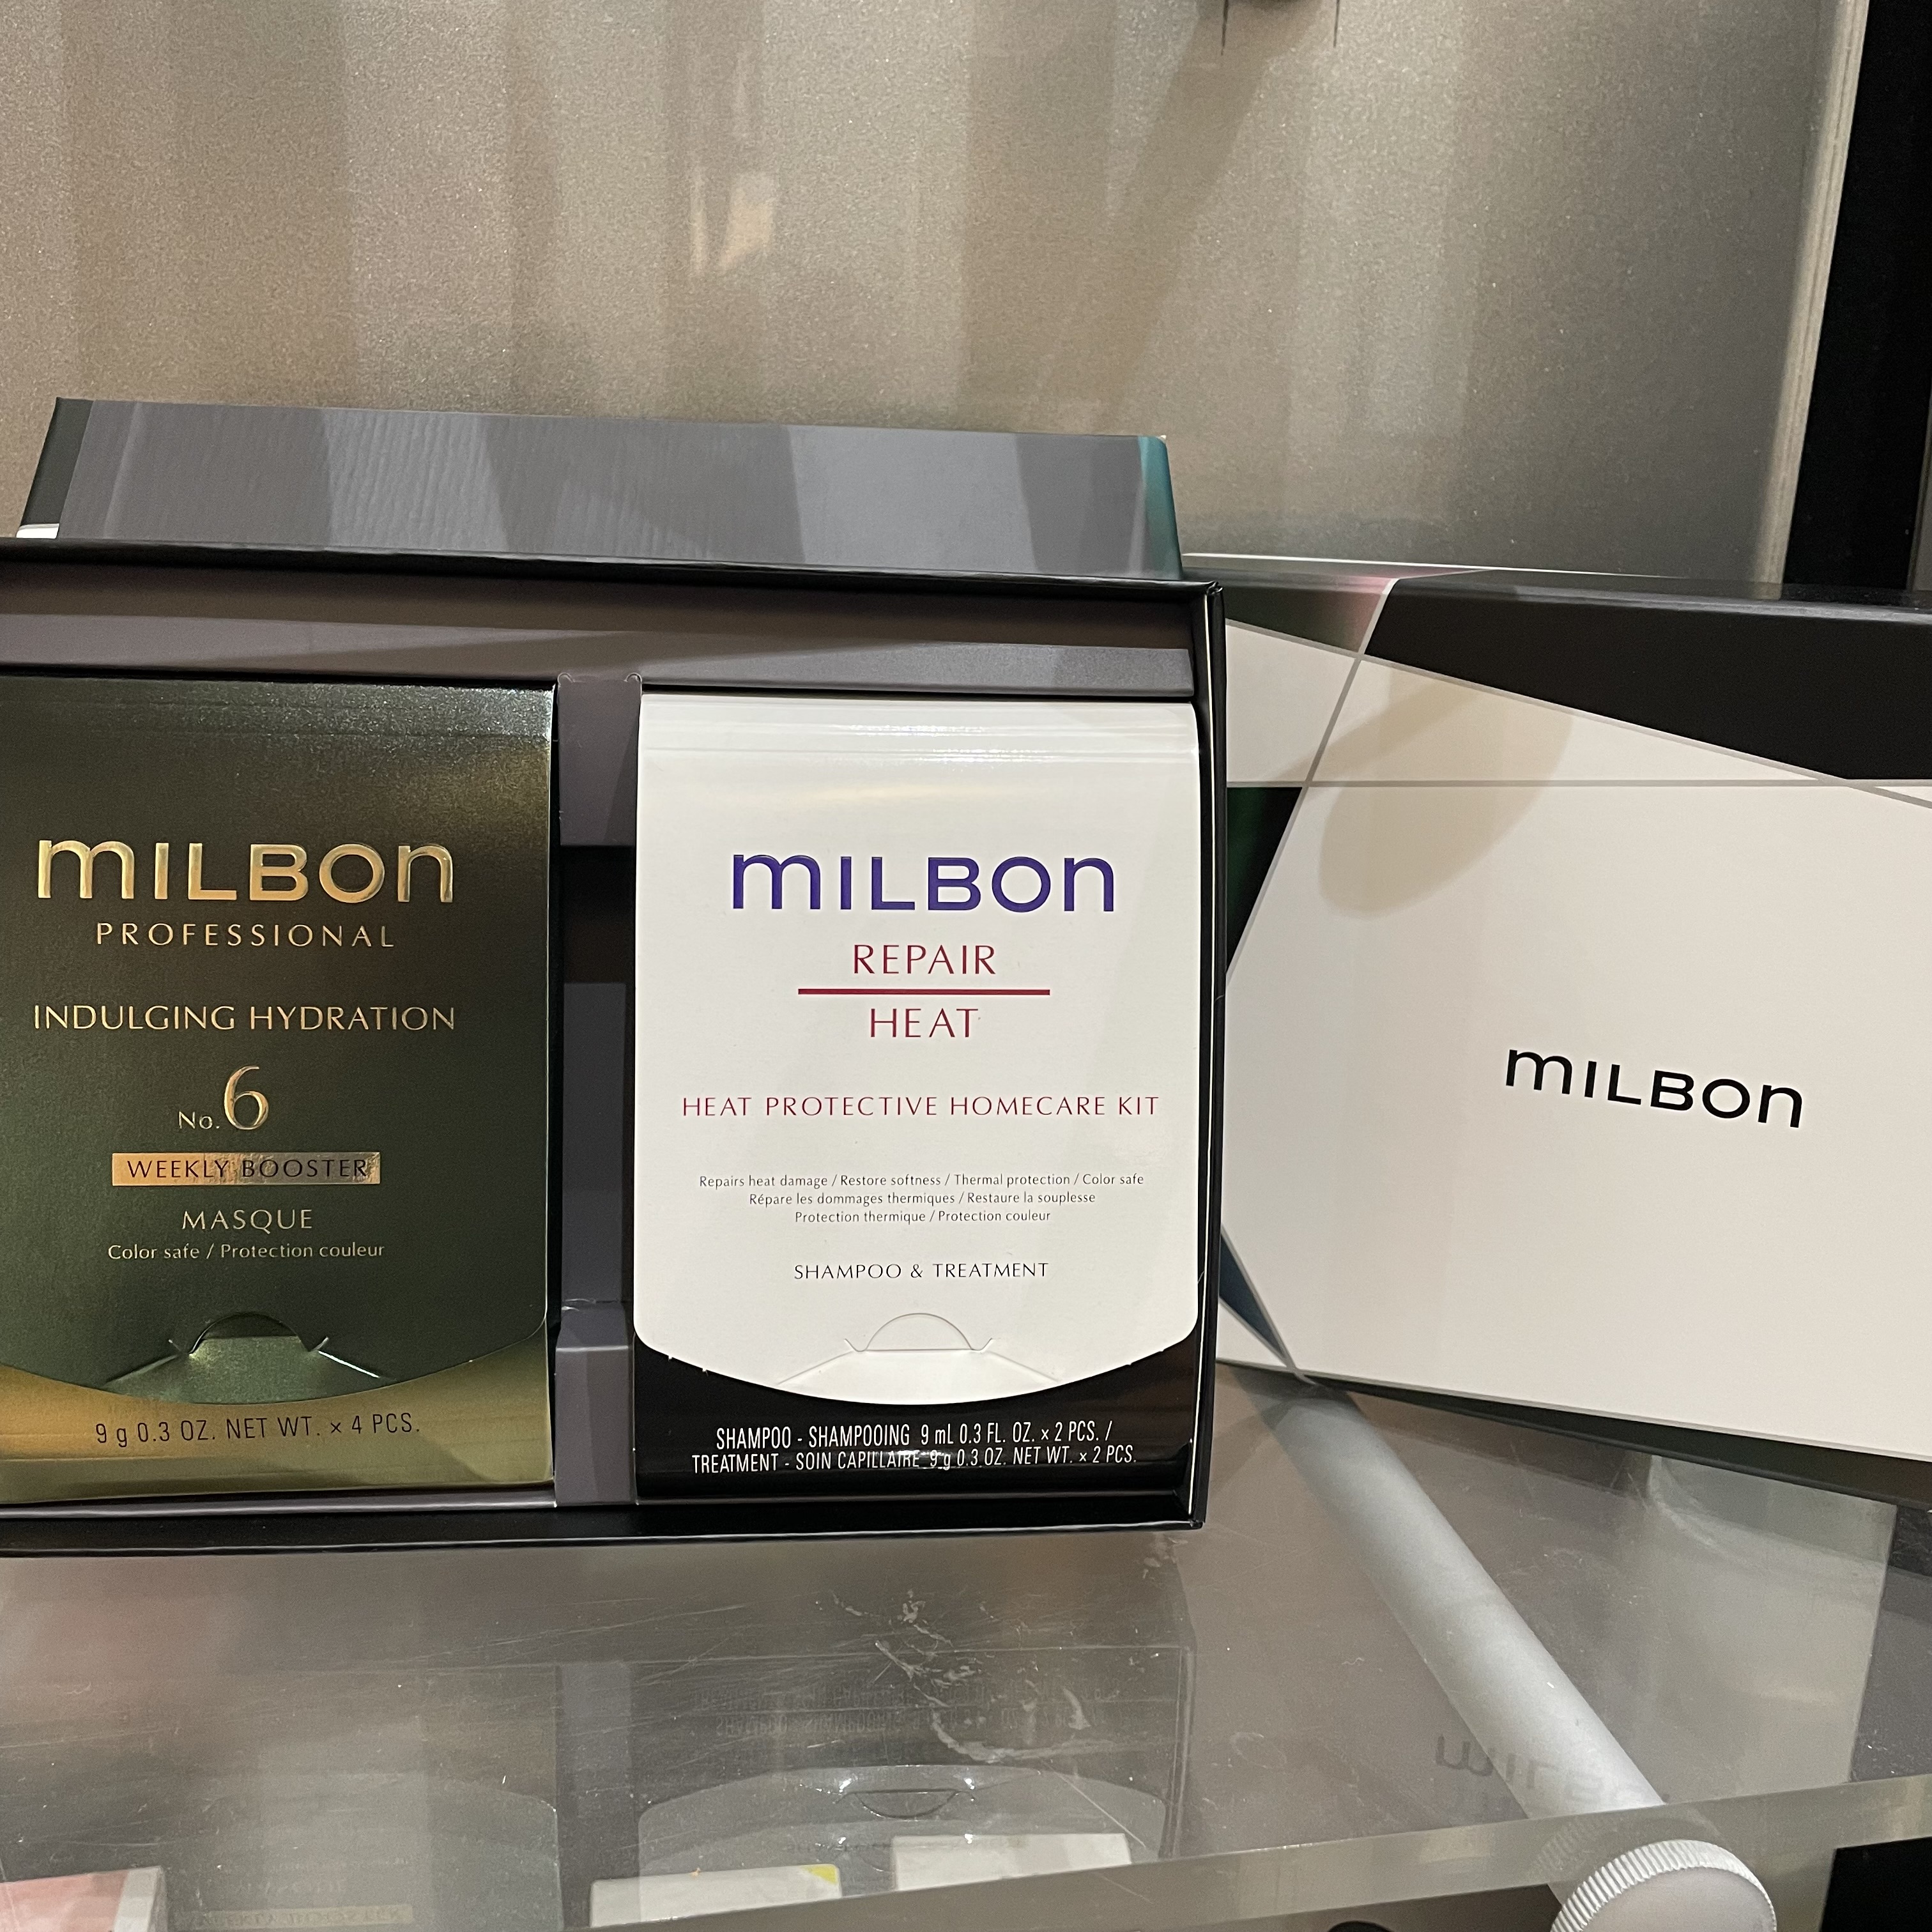 MILBON
PROFESSIONAL
INDULGING HYDRATION
No.6
WEEKLY BOOSTER
MASQUE
Color safe / Protection couleur
9 g 0.3 OZ. NET WT. × 4 PCS.
MILBON
REPAIR
HEAT
HEAT PROTECTIVE HOMECARE KIT
Repairs heat damage / Restore softness / Thermal protection / Color safe
Répare les dommages thermiques / Restaure la souplesse
Protection thermique / Protection couleur
SHAMPOO & TREATMENT
SHAMPOO - SHAMPOOING 9 mL 0.3 FL. OZ. × 2 PCS. /
TREATMENT - SOIN CAPILLAIRE 9 g 0.3 OZ. NET WT. × 2 PCS.
MILBON